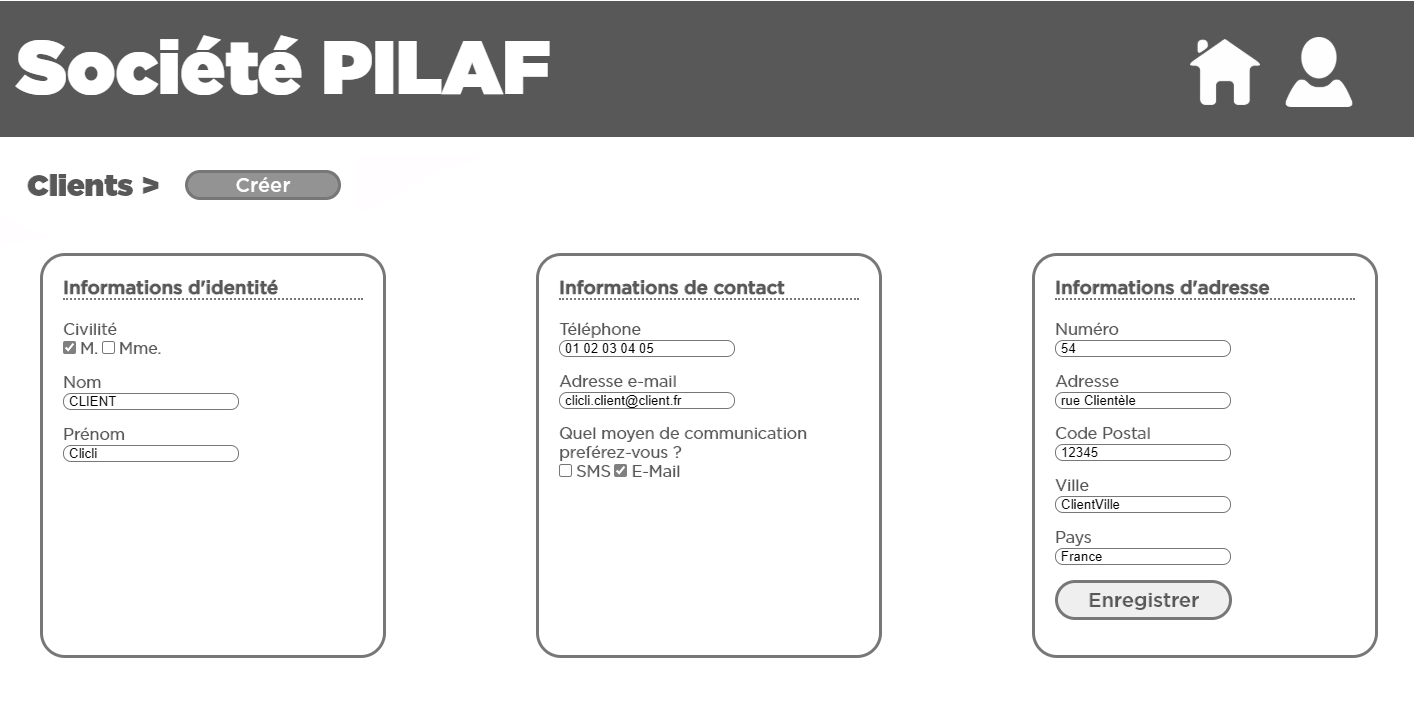 Société PILAF
Clients >
Créer
Informations d'identité
Civilité
M. Mme.
Nom
CLIENT
Prénom
Clicli
Informations de contact
Téléphone
01 02 03 04 05
Adresse e-mail
clicli.client@client.fr
Quel moyen de communication
preférez-vous ?
SMS E-Mail
Informations d'adresse
Numéro
54
Adresse
rue Clientèle
Code Postal
12345
Ville
ClientVille
Pays
France
Enregistrer